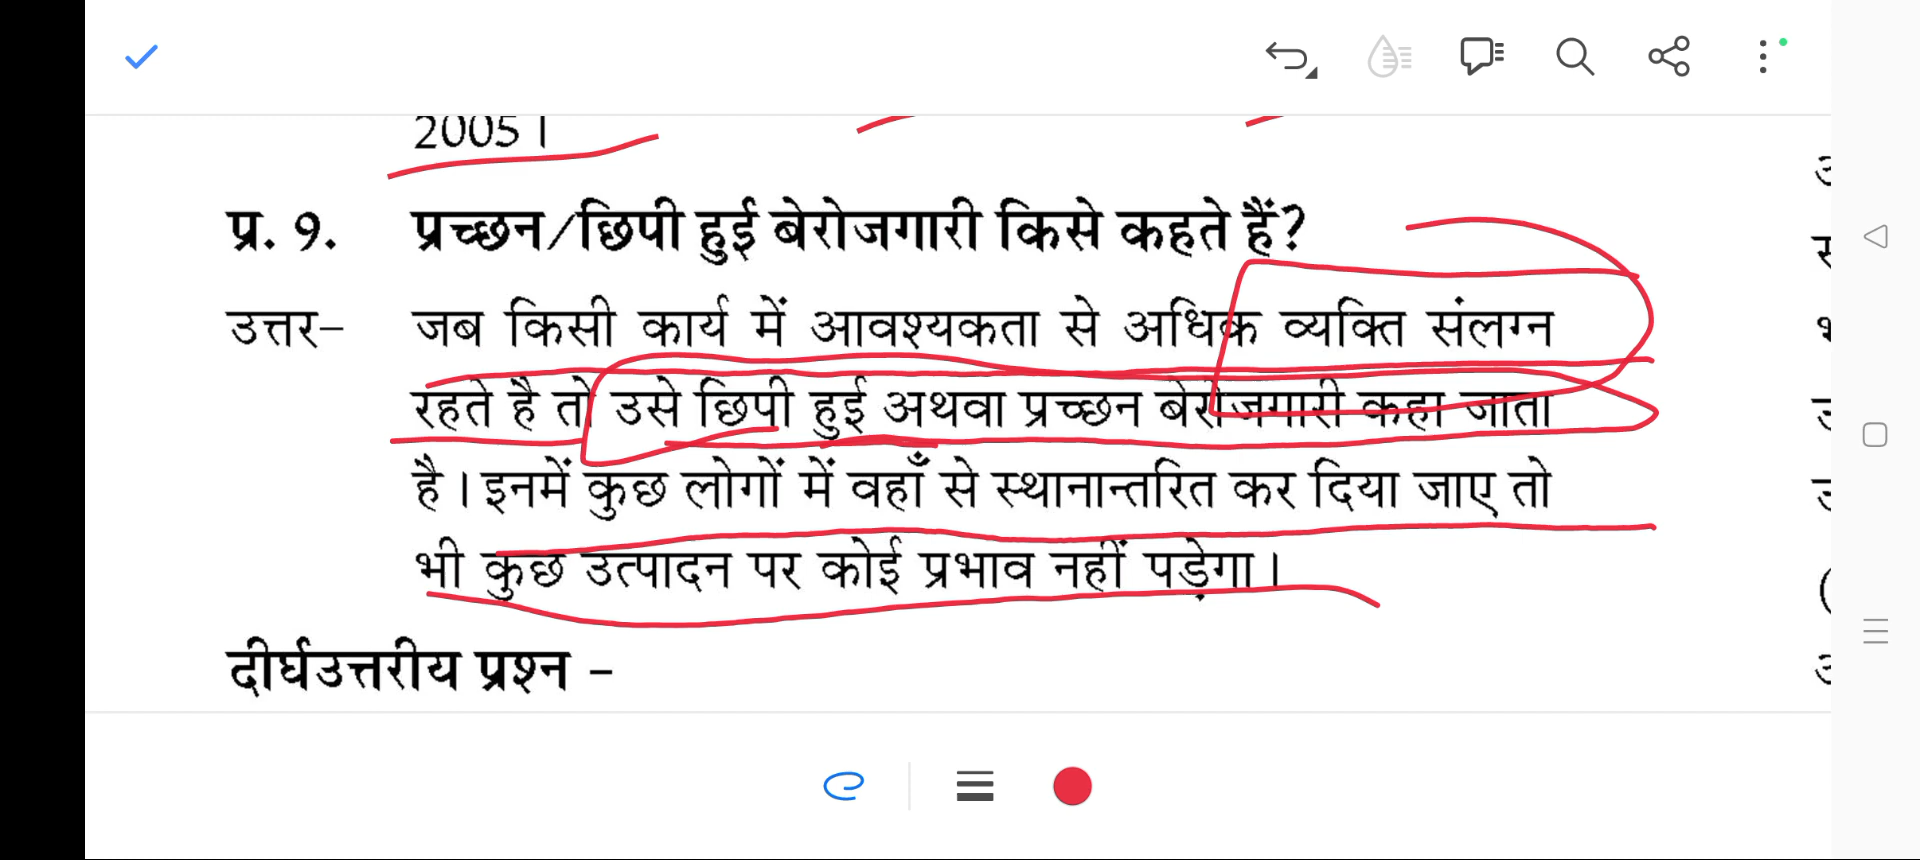 2005।
प्र. 9. प्रच्छन/छिपी हुई बेरोजगारी किसे कहते हैं?
उत्तर– जब किसी कार्य में आवश्यकता से अधिक व्यक्ति संलग्न
रहते है तो उसे छिपी हुई अथवा प्रच्छन बेरोजगारी कहा जाता
है। इनमें कुछ लोगों में वहाँ से स्थानान्तरित कर दिया जाए तो
भी कुछ उत्पादन पर कोई प्रभाव नहीं पड़ेगा।
दीर्घउत्तरीय प्रश्न –